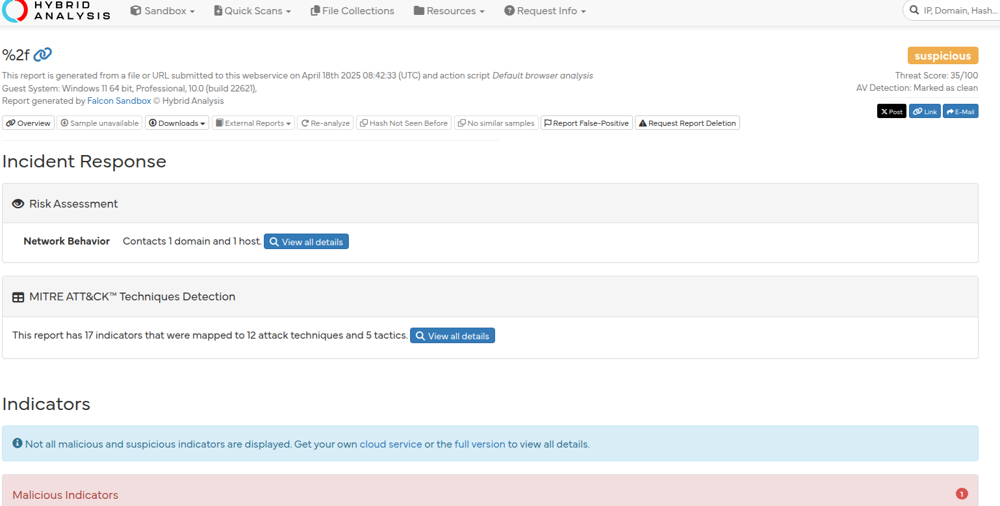 HYBRID
ANALYSIS
Sandbox
Quick Scans
File Collections
Resources
Request Info
IP, Domain, Hash...
%2f
suspicious
This report is generated from a file or URL submitted to this webservice on April 18th 2025 08:42:33 (UTC) and action script Default browser analysis
Threat Score: 35/100
Guest System: Windows 11 64 bit, Professional, 10.0 (build 22621),
AV Detection: Marked as clean
Report generated by Falcon Sandbox © Hybrid Analysis
X Post
Link
E-Mail
Overview
Sample unavailable
Downloads
External Reports
Re-analyze
Hash Not Seen Before
No similar samples
Report False-Positive
Request Report Deletion
Incident Response
Risk Assessment
Network Behavior Contacts 1 domain and 1 host. View all details
MITRE ATT&CK™ Techniques Detection
This report has 17 indicators that were mapped to 12 attack techniques and 5 tactics. View all details
Indicators
Not all malicious and suspicious indicators are displayed. Get your own cloud service or the full version to view all details.
Malicious Indicators 1